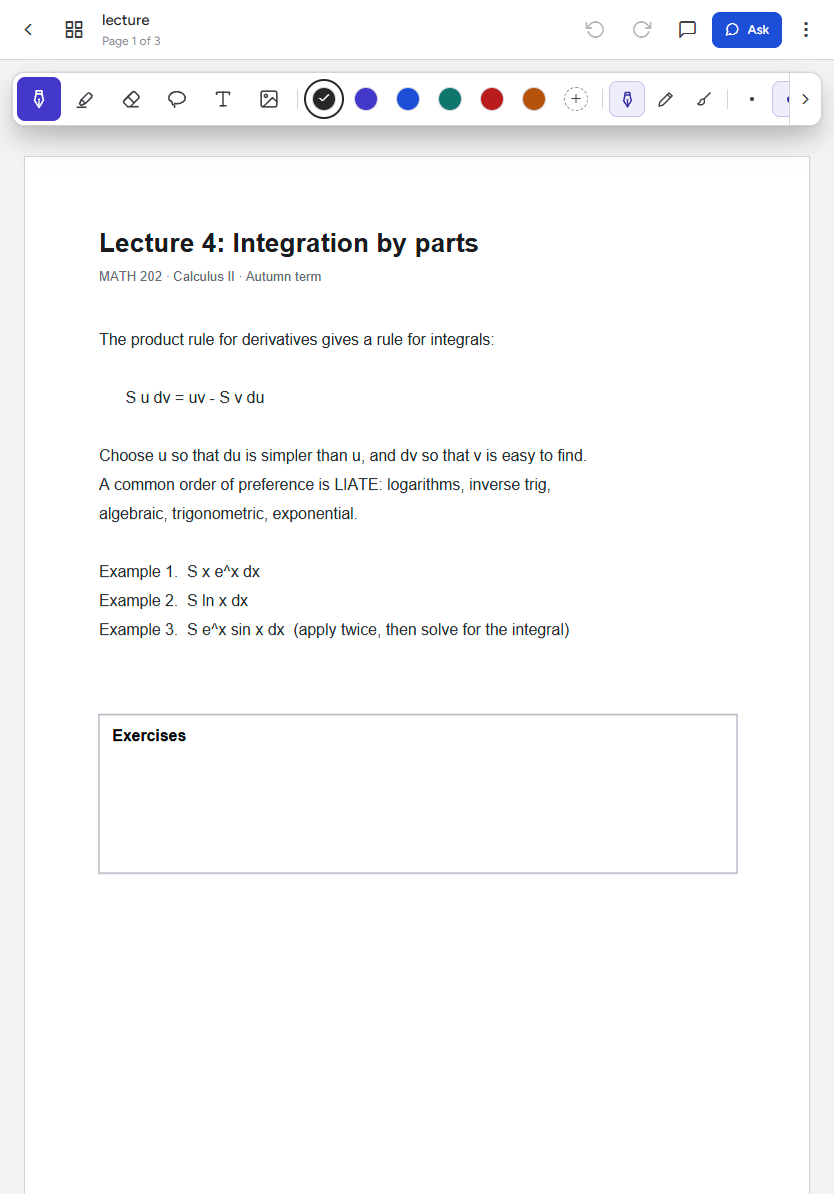 lecture
Page 1 of 3
Ask
Lecture 4: Integration by parts
MATH 202 · Calculus II · Autumn term
The product rule for derivatives gives a rule for integrals:
S u dv = uv - S v du
Choose u so that du is simpler than u, and dv so that v is easy to find.
A common order of preference is LIATE: logarithms, inverse trig,
algebraic, trigonometric, exponential.
Example 1.  S x e^x dx
Example 2.  S ln x dx
Example 3.  S e^x sin x dx  (apply twice, then solve for the integral)
Exercises